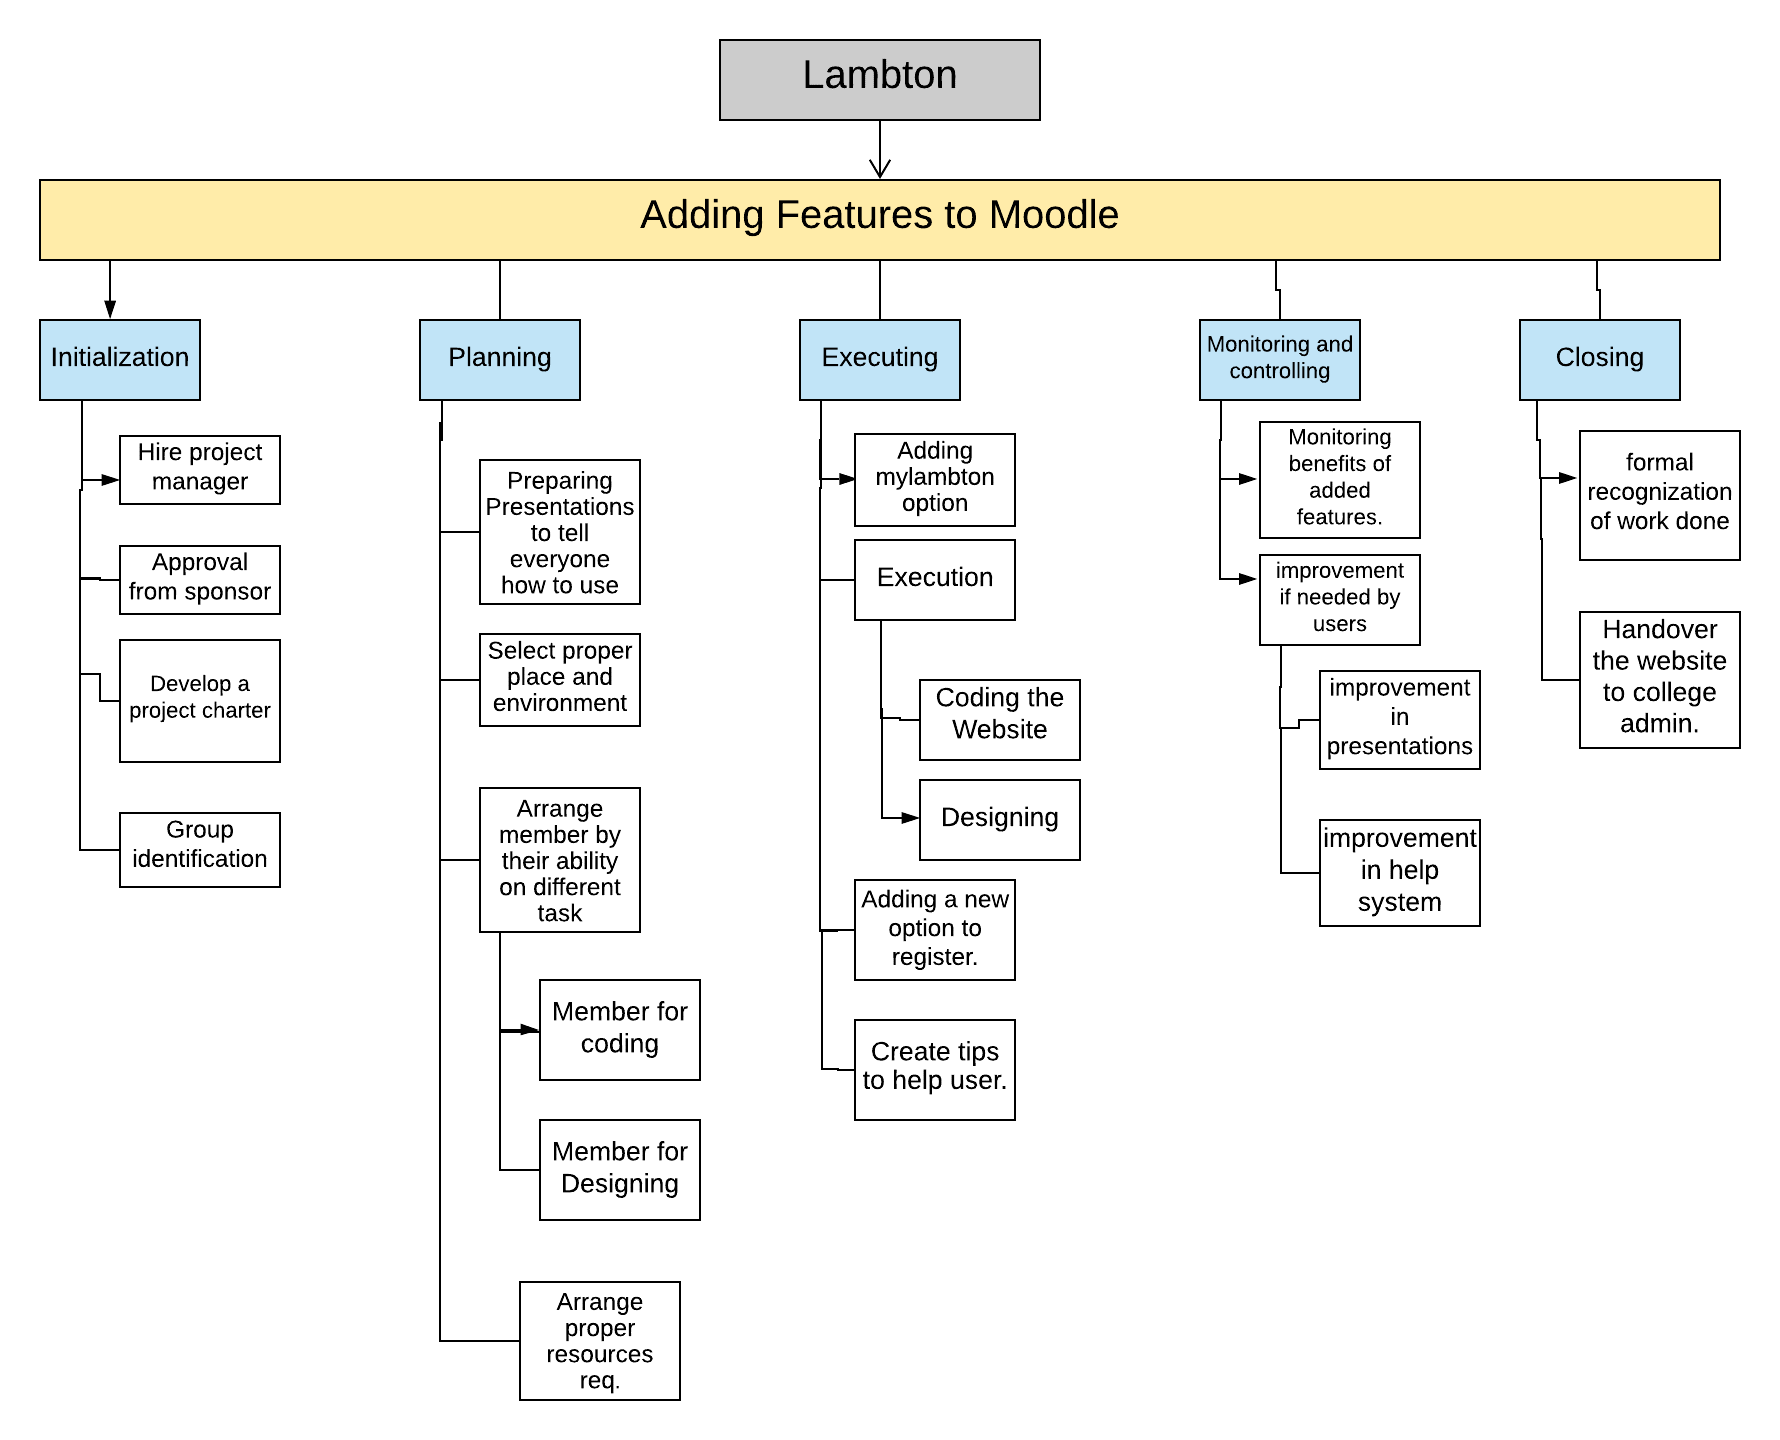 Lambton
Adding Features to Moodle
Initialization
Hire project
manager
Approval
from sponsor
Develop a
project charter
Group
identification
Planning
Preparing
Presentations
to tell
everyone
how to use
Select proper
place and
environment
Arrange
member by
their ability
on different
task
Member for
coding
Member for
Designing
Arrange
proper
resources
req.
Executing
Adding
mylambton
option
Execution
Coding the
Website
Designing
Adding a new
option to
register.
Create tips
to help user.
Monitoring and
controlling
Monitoring
benefits of
added
features.
improvement
if needed by
users
improvement
in
presentations
improvement
in help
system
Closing
formal
recognization
of work done
Handover
the website
to college
admin.